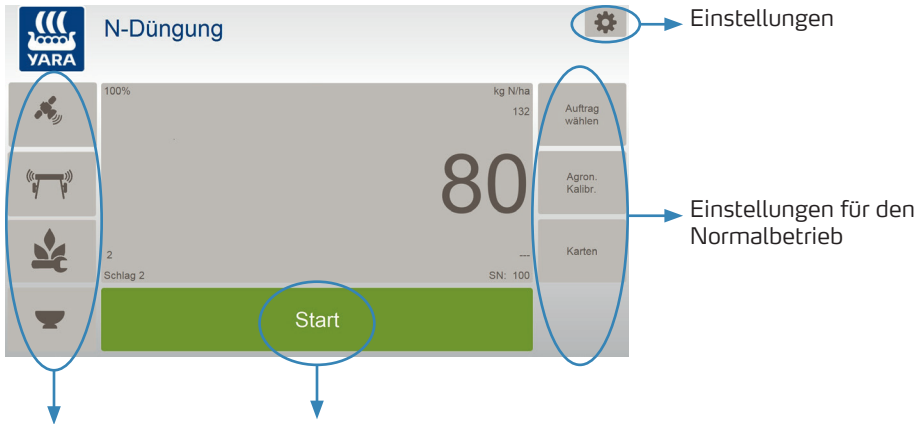 YARA
N-Düngung
Einstellungen
100%
kg N/ha
132
80
2
---
Schlag 2
SN: 100
Auftrag
wählen
Agron.
Kalibr.
Karten
Einstellungen für den
Normalbetrieb
Start